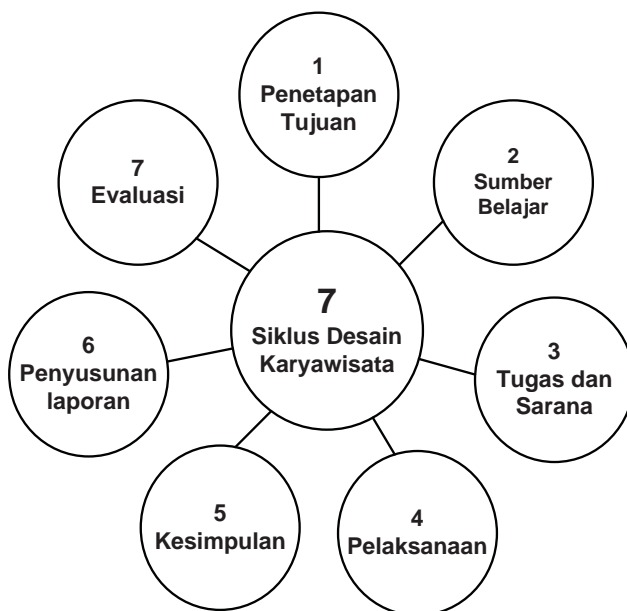 1
Penetapan
Tujuan
2
Sumber
Belajar
3
Tugas dan
Sarana
4
Pelaksanaan
5
Kesimpulan
6
Penyusunan
laporan
7
Evaluasi
7
Siklus Desain
Karyawisata